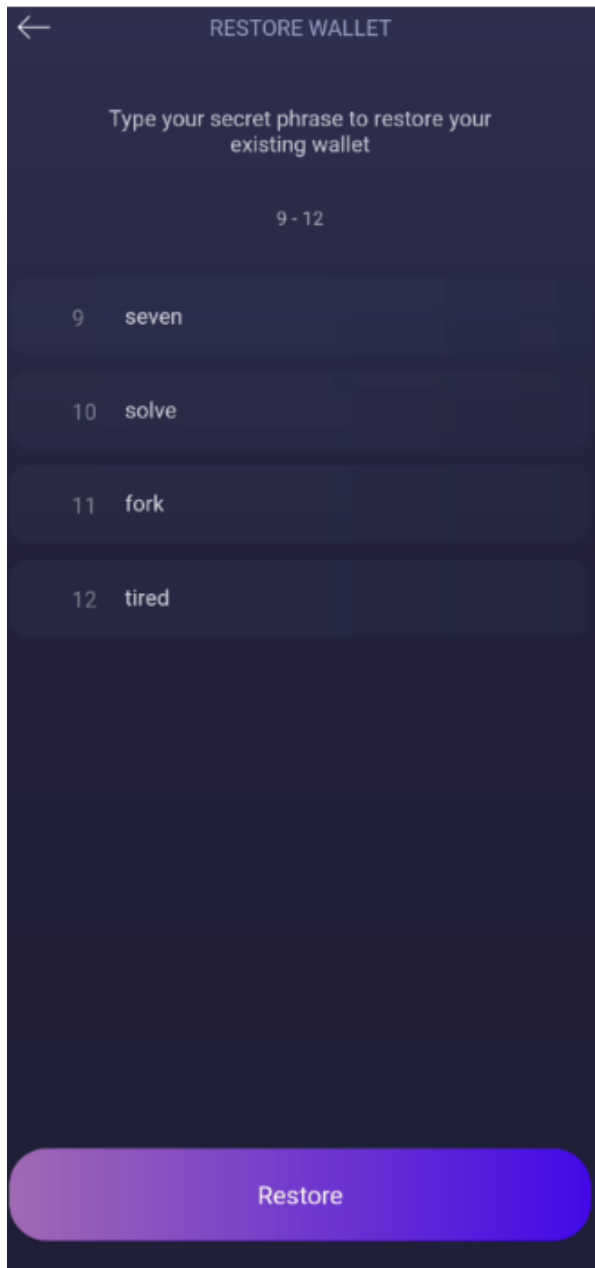 RESTORE WALLET
Type your secret phrase to restore your
existing wallet
9 - 12
9 seven
10 solve
11 fork
12 tired
Restore